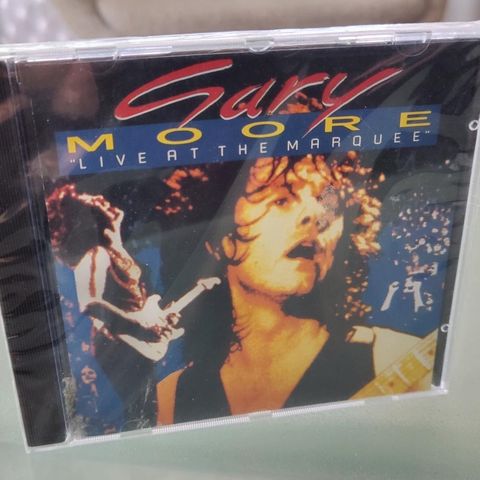 Gary
MOORE
"LIVE AT THE MARQUEE"